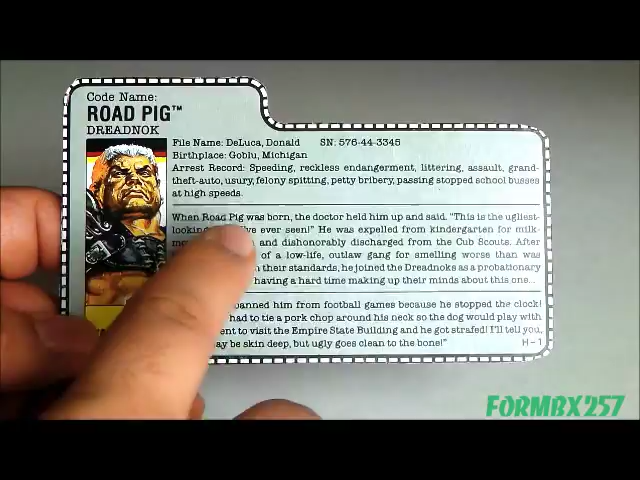 Code Name:
ROAD PIG™
DREADNOK
File Name: DeLuca, Donald SN: 576-44-3345
Birthplace: Goblu, Michigan
Arrest Record: Speeding, reckless endangerment, littering, assault, grand-
theft-auto, usury, felony spitting, petty bribery, passing stopped school busses
at high speeds.
When Road Pig was born, the doctor held him up and said. "This is the ugliest-
looking ever seen!" He was expelled from kindergarten for milk-
and dishonorably discharged from the Cub Scouts. After
of a low-life, outlaw gang for smelling worse than was
their standards, he joined the Dreadnoks as a probationary
having a hard time making up their minds about this one...
banned him from football games because he stopped the clock!
had to tie a pork chop around his neck so the dog would play with
to visit the Empire State Building and he got strafed! I'll tell you,
be skin deep, but ugly goes clean to the bone!"
H-1
FORMBX257